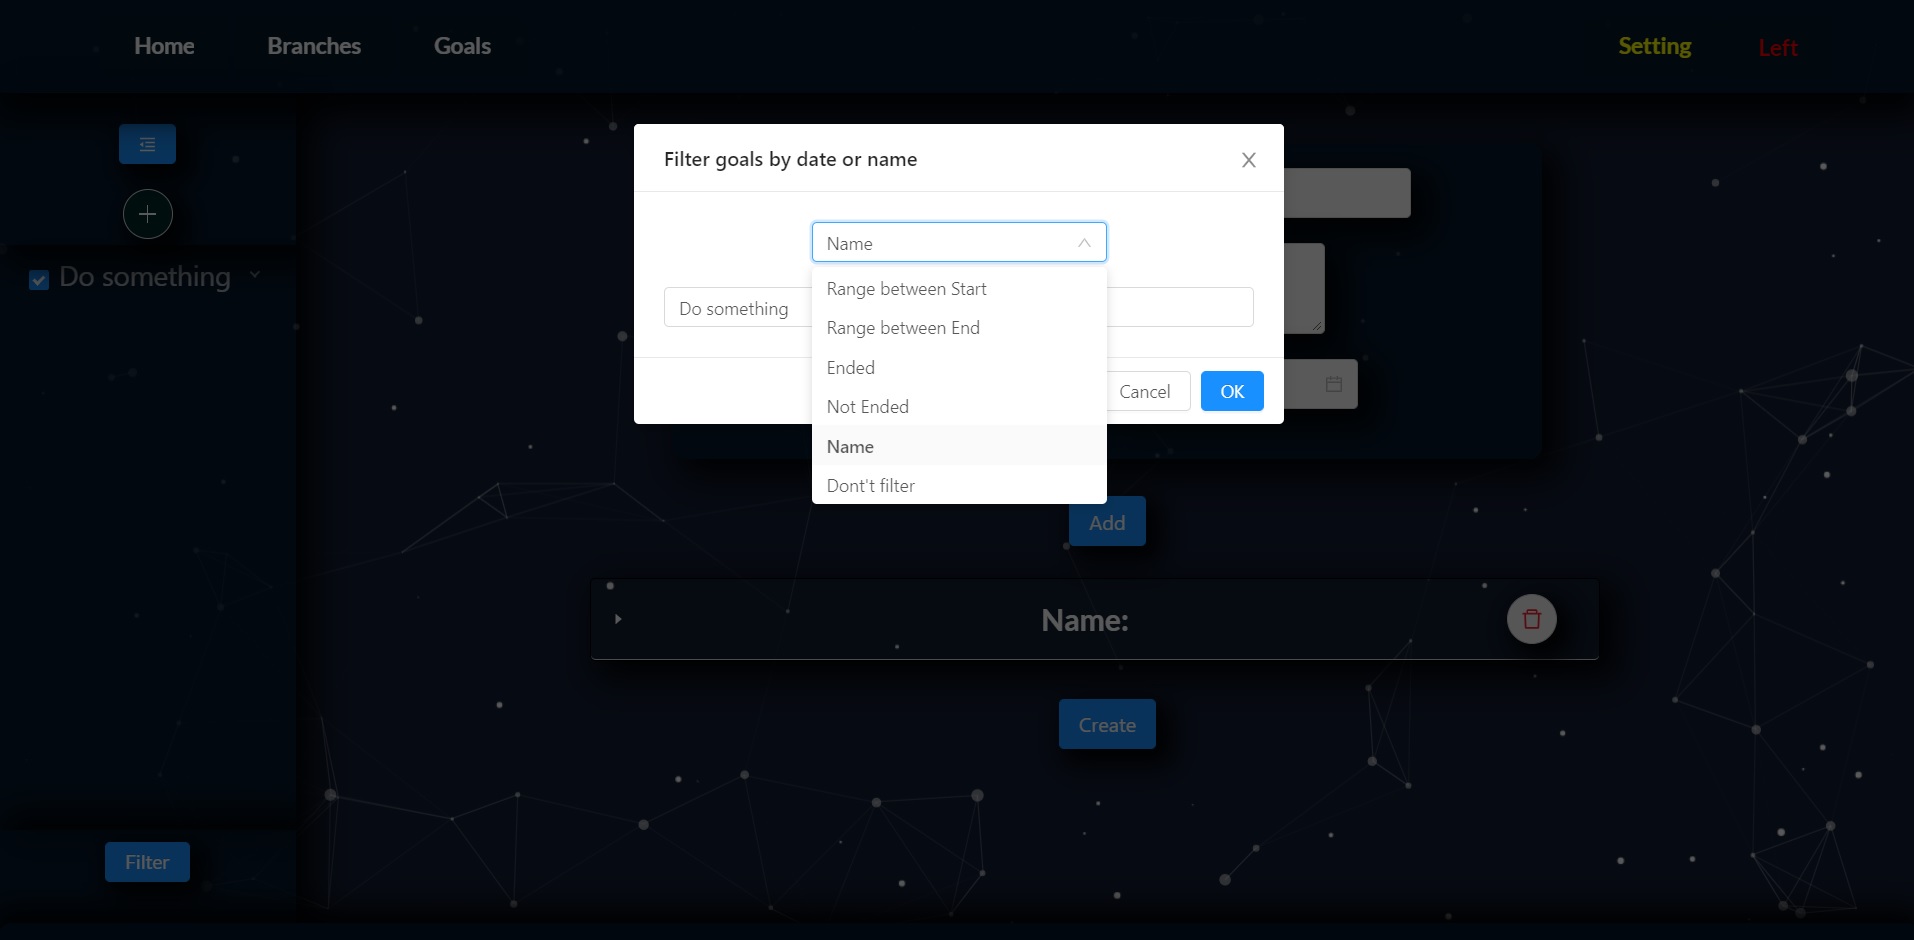 Home Branches Goals Setting Left
Filter goals by date or name
Name
Do something
Do something
Range between Start
Range between End
Ended
Not Ended
Name
Dont't filter
Cancel OK
Add
Name:
Create
Filter